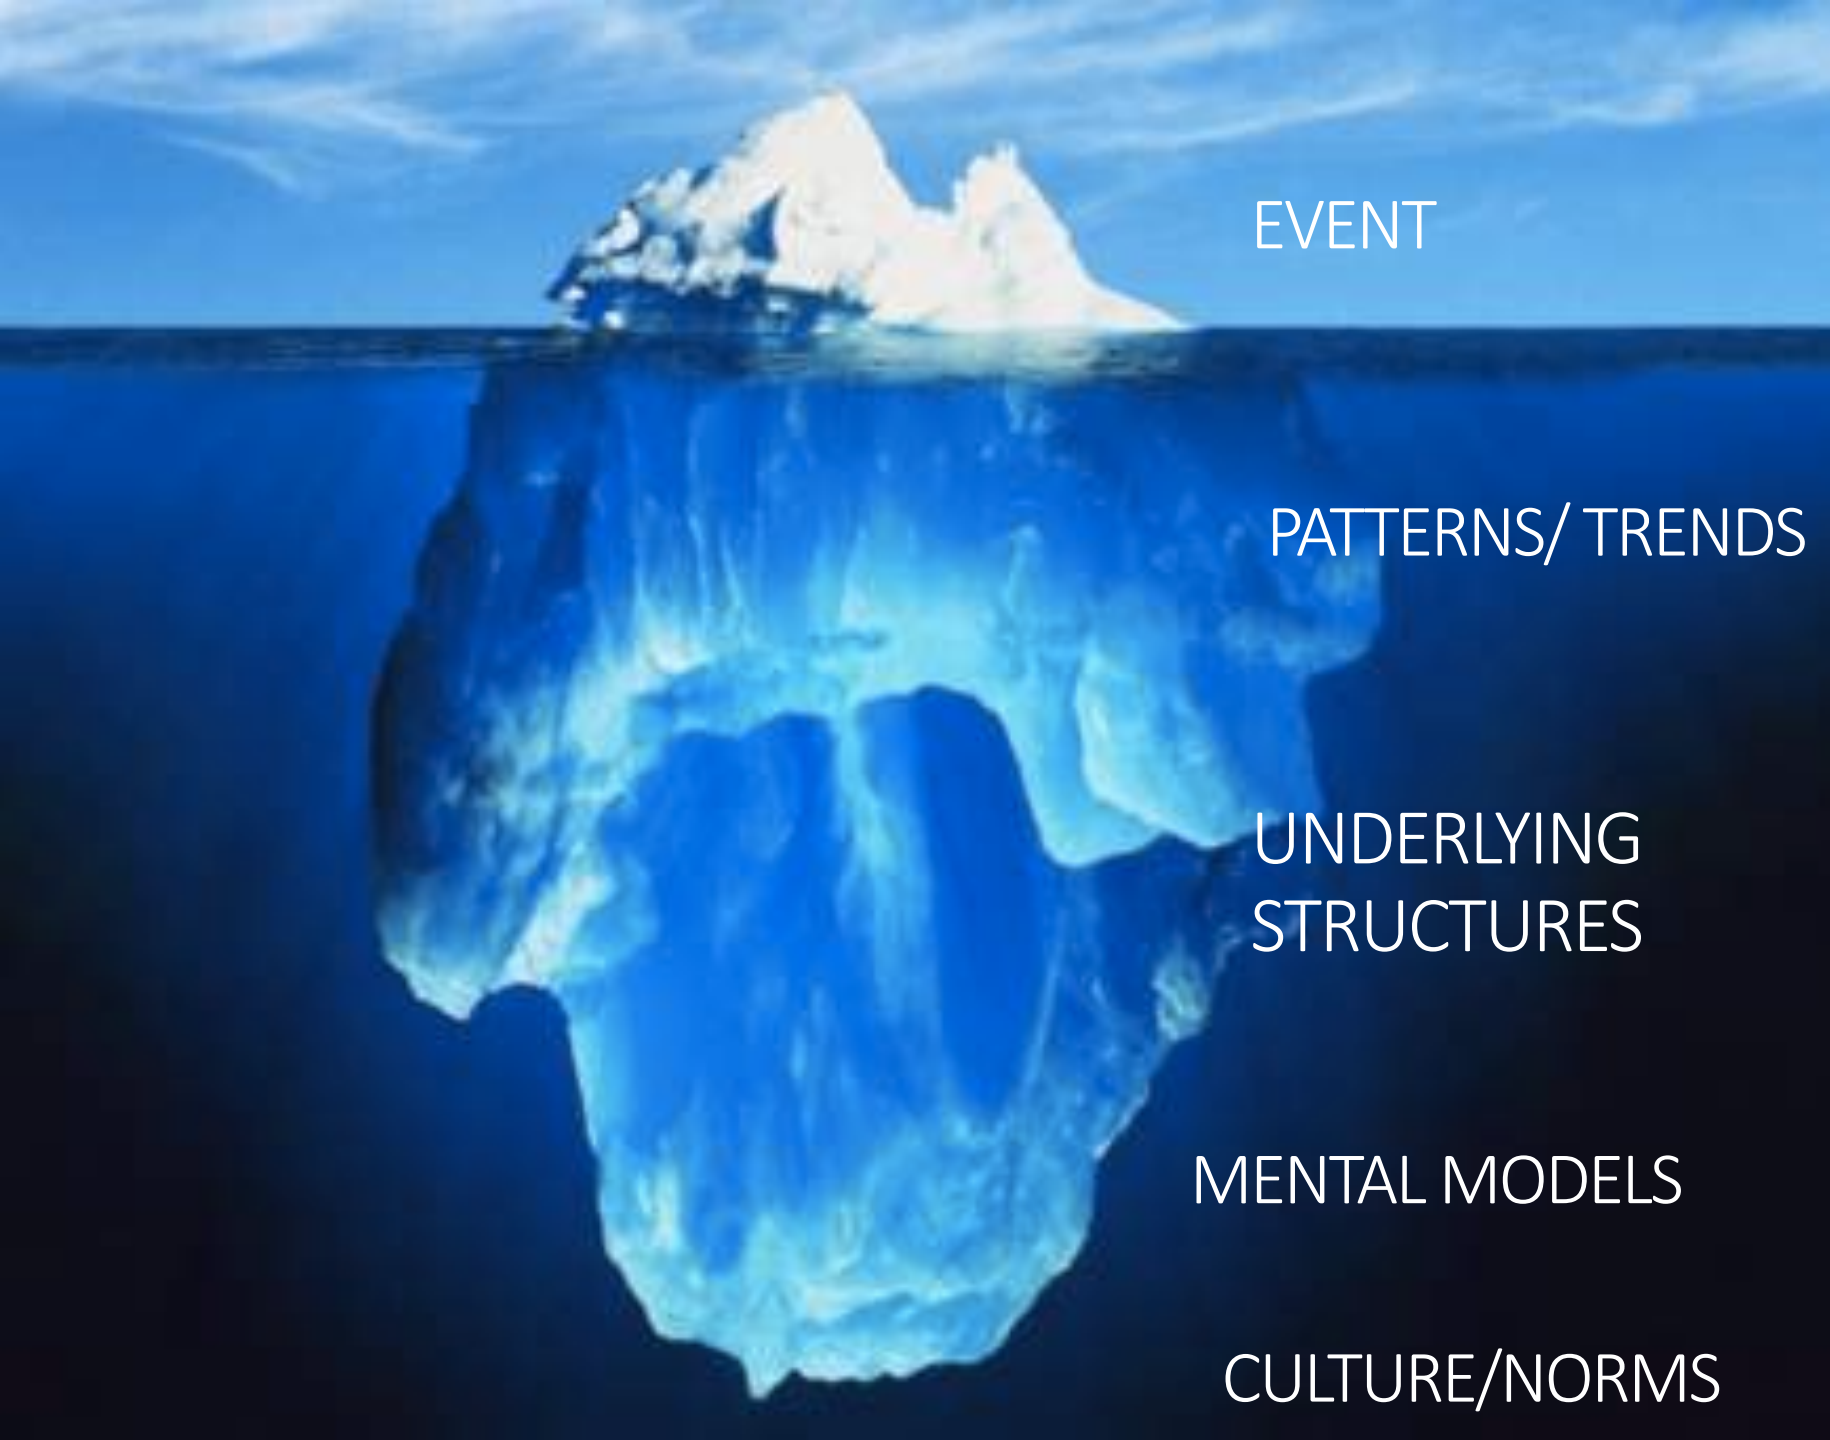 EVENT
PATTERNS/ TRENDS
UNDERLYING
STRUCTURES
MENTAL MODELS
CULTURE/NORMS